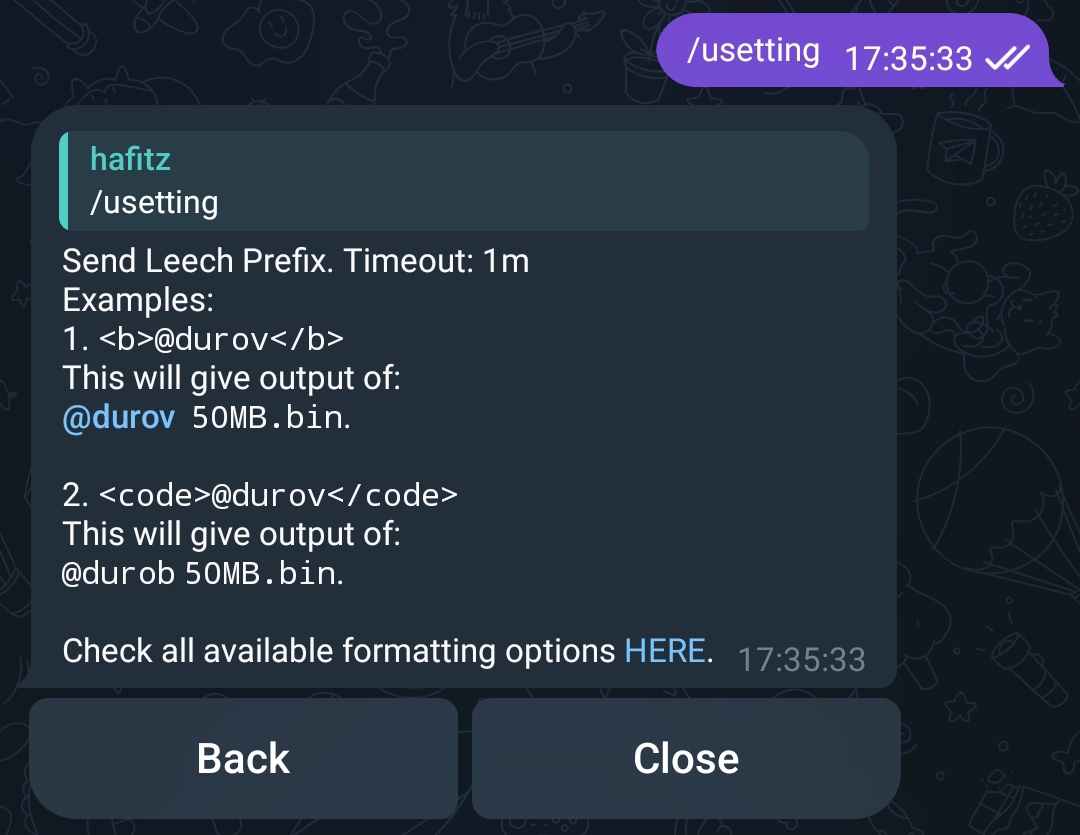 /usetting 17:35:33
hafitz
/usetting
Send Leech Prefix. Timeout: 1m
Examples:
1. <b>@durov</b>
This will give output of:
@durov 50MB.bin.
2. <code>@durov</code>
This will give output of:
@durob 50MB.bin.
Check all available formatting options HERE. 17:35:33
Back
Close